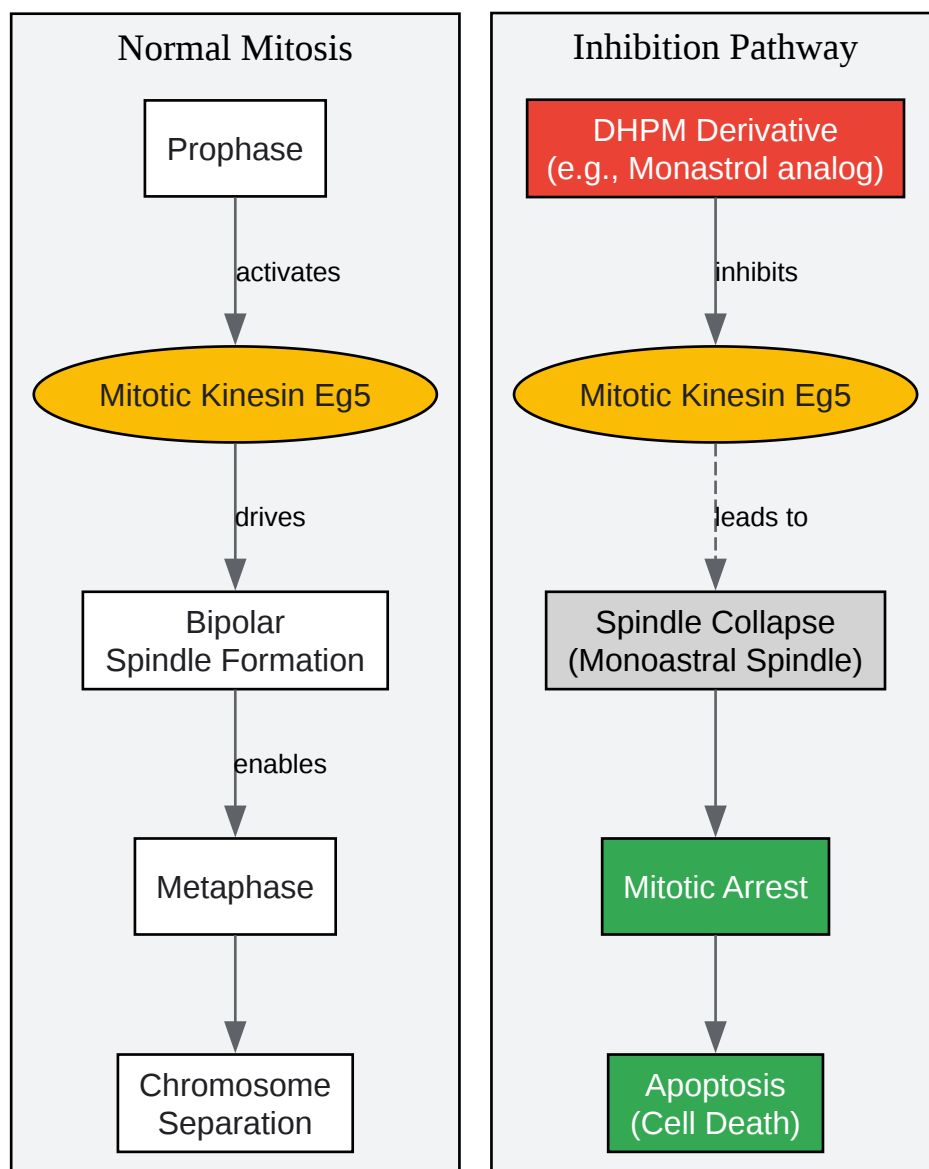 Normal Mitosis
Prophase
activates
Mitotic Kinesin Eg5
drives
Bipolar
Spindle Formation
enables
Metaphase
Chromosome
Separation
Inhibition Pathway
DHPM Derivative
(e.g., Monastrol analog)
inhibits
Mitotic Kinesin Eg5
leads to
Spindle Collapse
(Monoastral Spindle)
Mitotic Arrest
Apoptosis
(Cell Death)